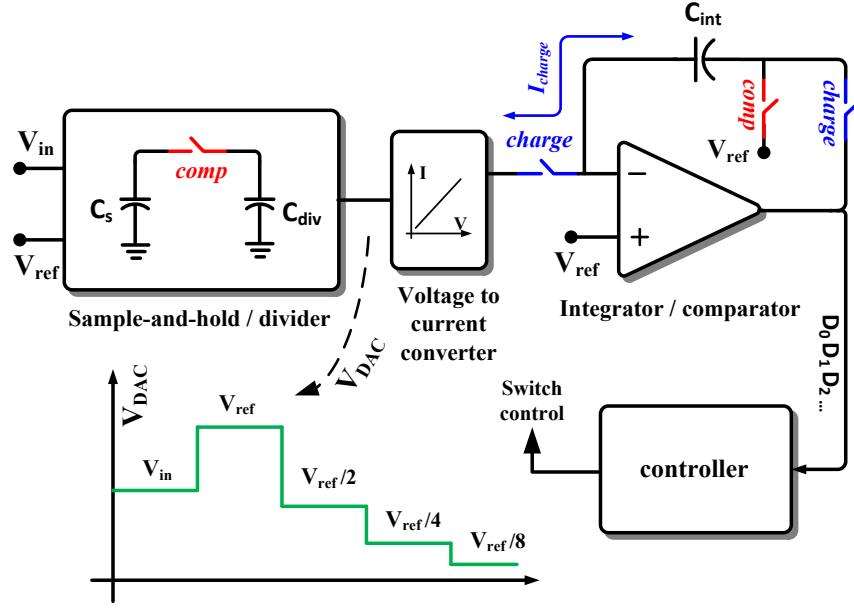 C_int
I_charge
V_in
comp
charge
comp
charge
C_s
C_div
I
V
V_ref
V_ref
V_ref
Sample-and-hold / divider
Voltage to
current
converter
Integrator / comparator
V_DAC
D_0 D_1 D_2 ...
V_DAC
V_ref
Switch
control
V_in
V_ref/2
controller
V_ref/4
V_ref/8
−
+